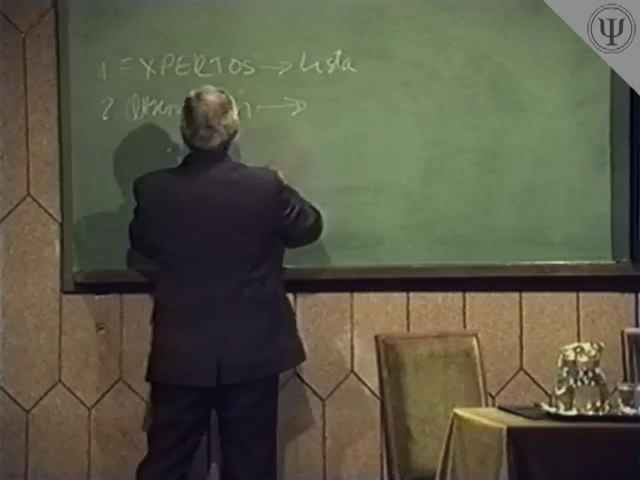 1 EXPERTOS → Lista
2 →
Ψ